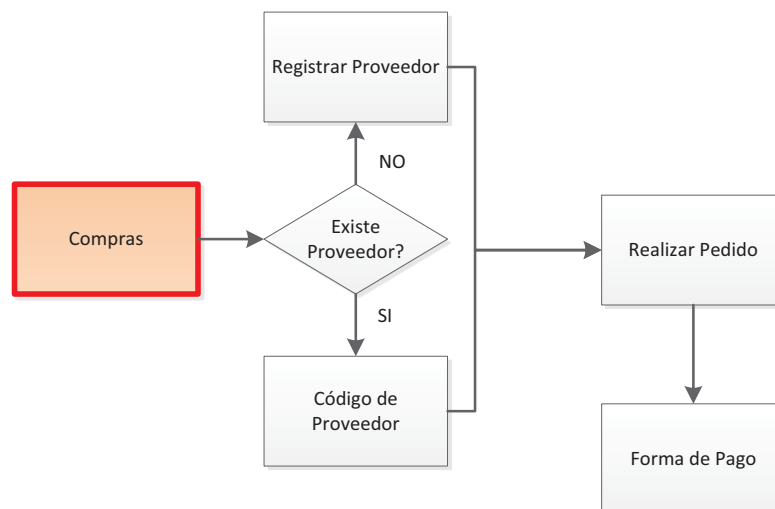 Registrar Proveedor
NO
Compras
Existe
Proveedor?
Realizar Pedido
SI
Código de
Proveedor
Forma de Pago